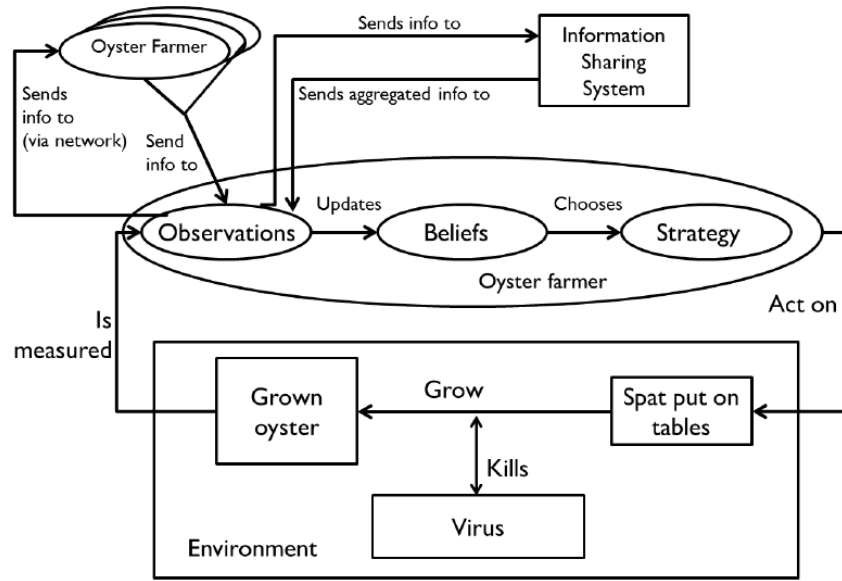 Oyster Farmer
Sends info to
Information
Sharing
System
Sends aggregated info to
Sends
info to
(via network)
Send
info to
Updates
Chooses
Observations
Beliefs
Strategy
Oyster farmer
Act on
Is
measured
Grown
oyster
Grow
Spat put on
tables
Kills
Virus
Environment